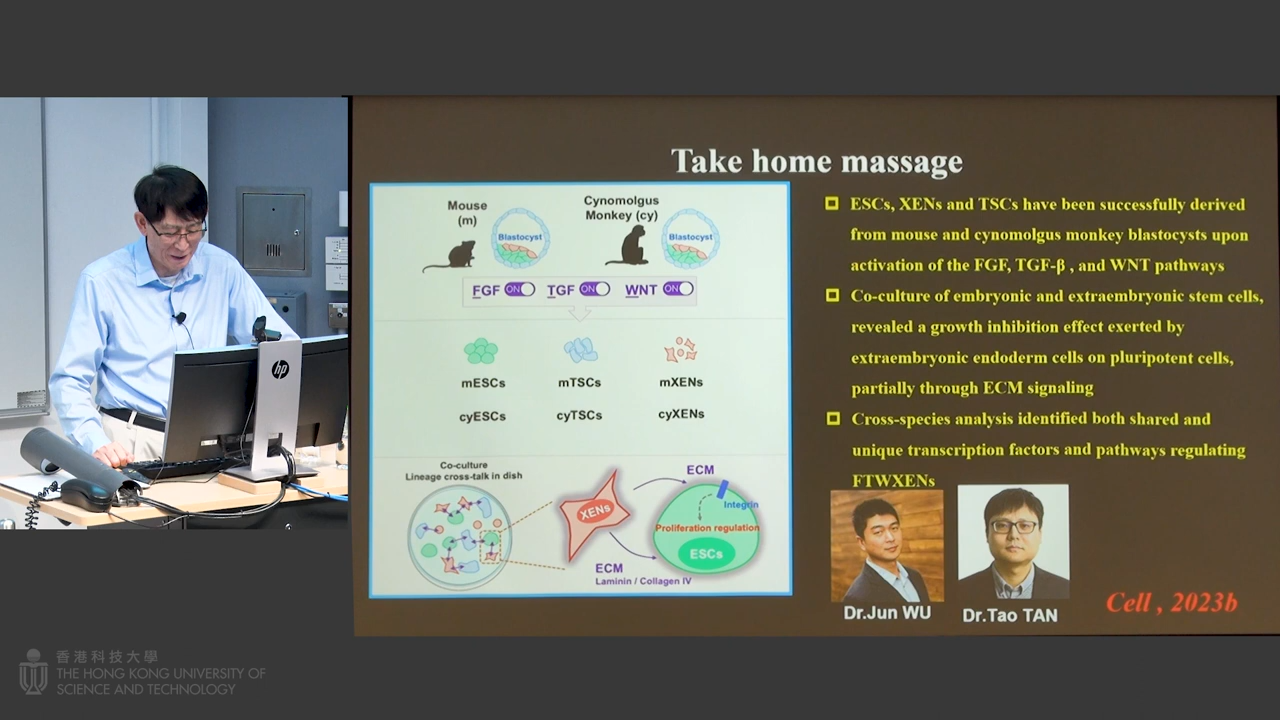 Take home massage
Mouse
(m)
Blastocyst
Cynomolgus
Monkey (cy)
Blastocyst
FGF ON
TGF ON
WNT ON
mESCs
mTSCs
mXENs
cyESCs
cyTSCs
cyXENs
Co-culture
Lineage cross-talk in dish
XENs
ECM
Integrin
Proliferation regulation
ESCs
ECM
Laminin / Collagen IV
ESCs, XENs and TSCs have been successfully derived
from mouse and cynomolgus monkey blastocysts upon
activation of the FGF, TGF-β , and WNT pathways
Co-culture of embryonic and extraembryonic stem cells,
revealed a growth inhibition effect exerted by
extraembryonic endoderm cells on pluripotent cells,
partially through ECM signaling
Cross-species analysis identified both shared and
unique transcription factors and pathways regulating
FTWXENs
Dr.Jun WU
Dr.Tao TAN
Cell , 2023b
hp
香港科技大學
THE HONG KONG UNIVERSITY OF
SCIENCE AND TECHNOLOGY